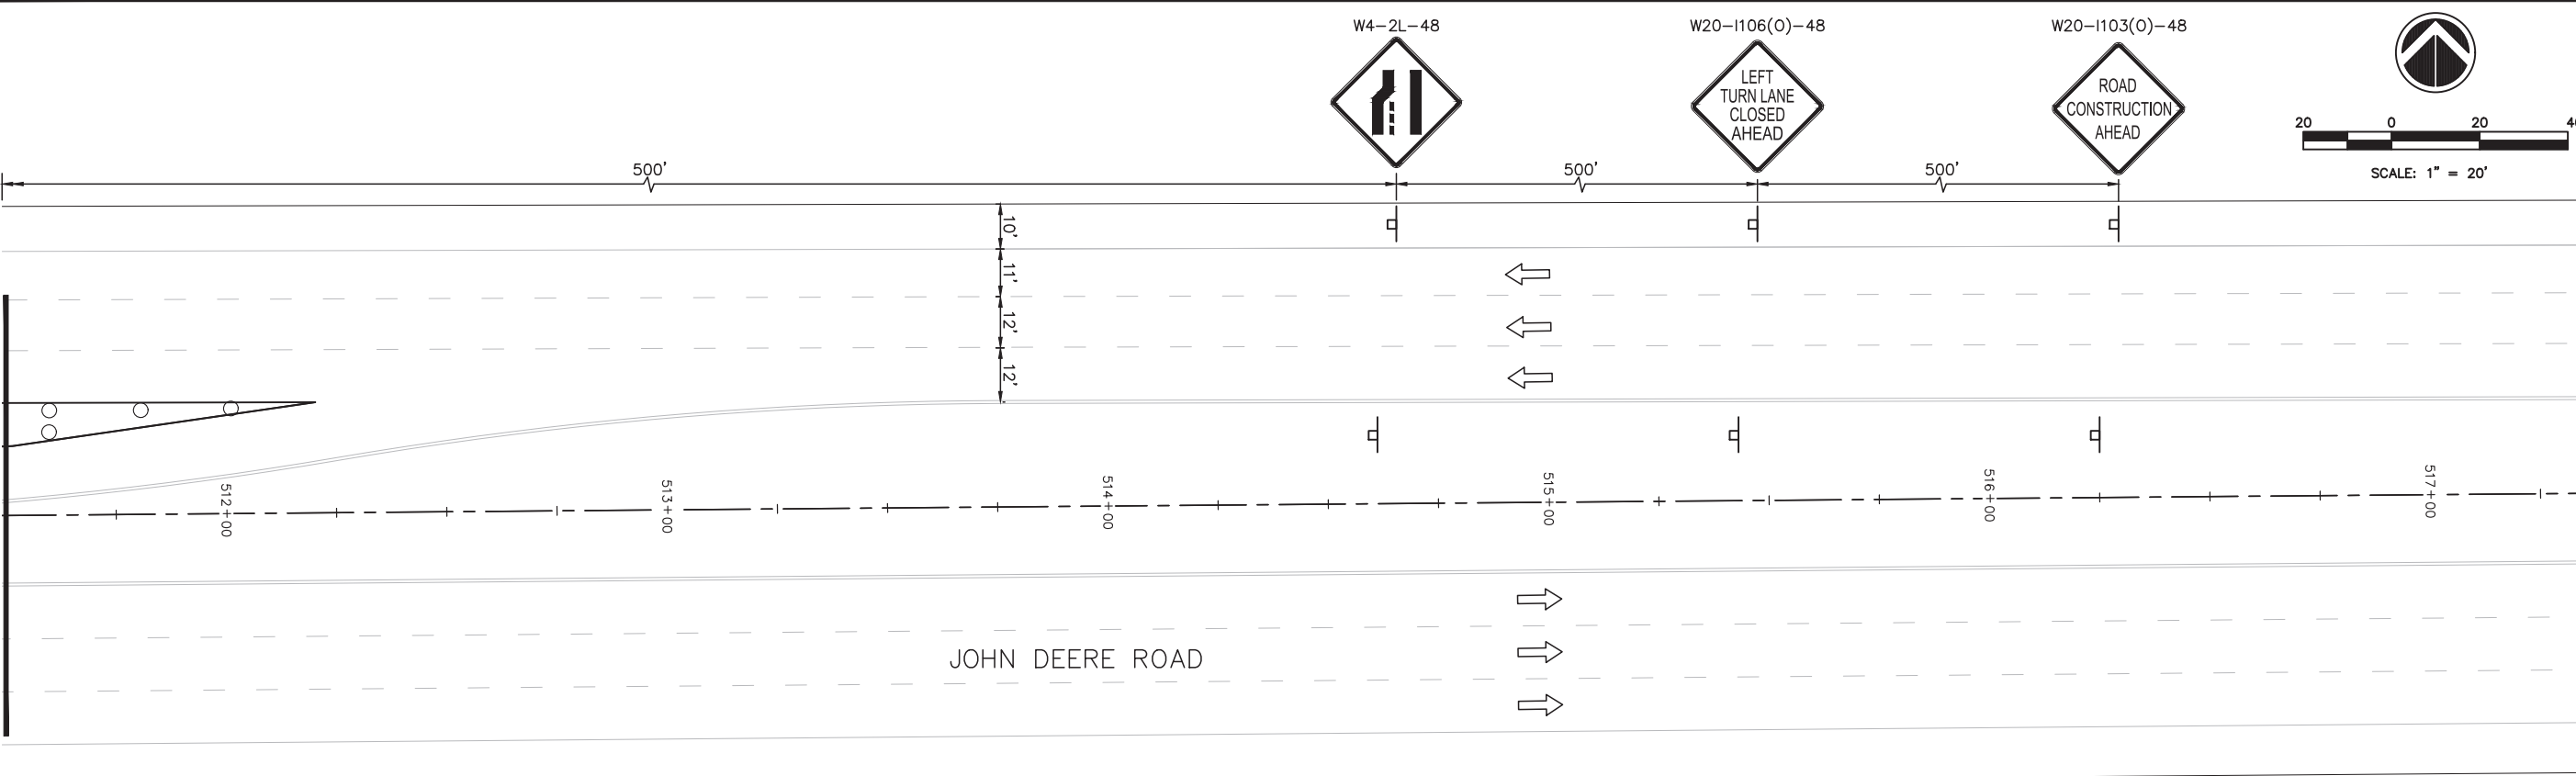 W4-2L-48
W20-I106(O)-48
W20-I103(O)-48
LEFT
TURN LANE
CLOSED
AHEAD
ROAD
CONSTRUCTION
AHEAD
20 0 20
SCALE: 1" = 20'
500'
500'
500'
10'
11'
12'
12'
512+00
513+00
514+00
515+00
516+00
517+00
JOHN DEERE ROAD